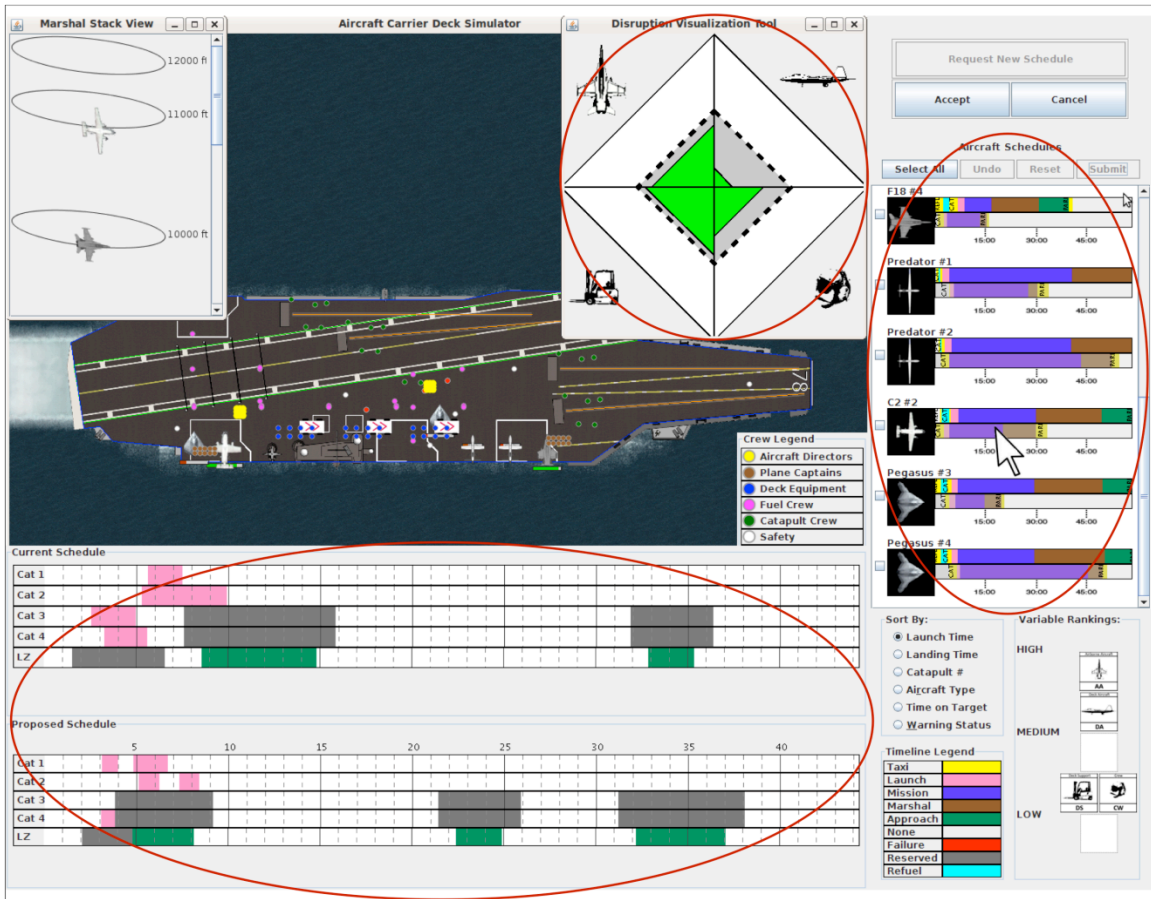 Marshal Stack View
Aircraft Carrier Deck Simulator
Disruption Visualization Tool
12000 ft
11000 ft
10000 ft
78
Request New Schedule
Accept
Cancel
Aircraft Schedules
Select All
Undo
Reset
Submit
F18 #4
15:00 30:00 45:00
Predator #1
CAT
15:00 30:00 45:00
Predator #2
CAT
15:00 30:00 45:00
C2 #2
CAT
15:00 30:00 45:00
Pegasus #3
CAT
15:00 30:00 45:00
Pegasus #4
CAT
15:00 30:00 45:00
Crew Legend
Aircraft Directors
Plane Captains
Deck Equipment
Fuel Crew
Catapult Crew
Safety
Current Schedule
Cat 1
Cat 2
Cat 3
Cat 4
LZ
Proposed Schedule
5 10 15 20 25 30 35 40
Cat 1
Cat 2
Cat 3
Cat 4
LZ
Sort By:
Launch Time
Landing Time
Catapult #
Aircraft Type
Time on Target
Warning Status
Timeline Legend
Taxi
Launch
Mission
Marshal
Approach
None
Failure
Reserved
Refuel
Variable Rankings:
HIGH
AA
DA
MEDIUM
DS
CW
LOW